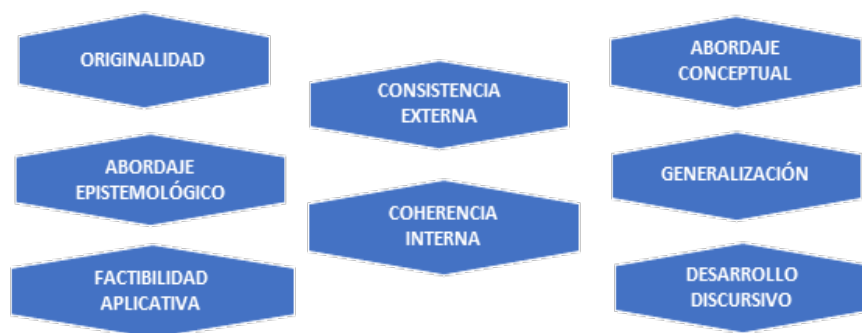 ORIGINALIDAD
ABORDAJE
EPISTEMOLÓGICO
FACTIBILIDAD
APLICATIVA
CONSISTENCIA
EXTERNA
COHERENCIA
INTERNA
ABORDAJE
CONCEPTUAL
GENERALIZACIÓN
DESARROLLO
DISCURSIVO